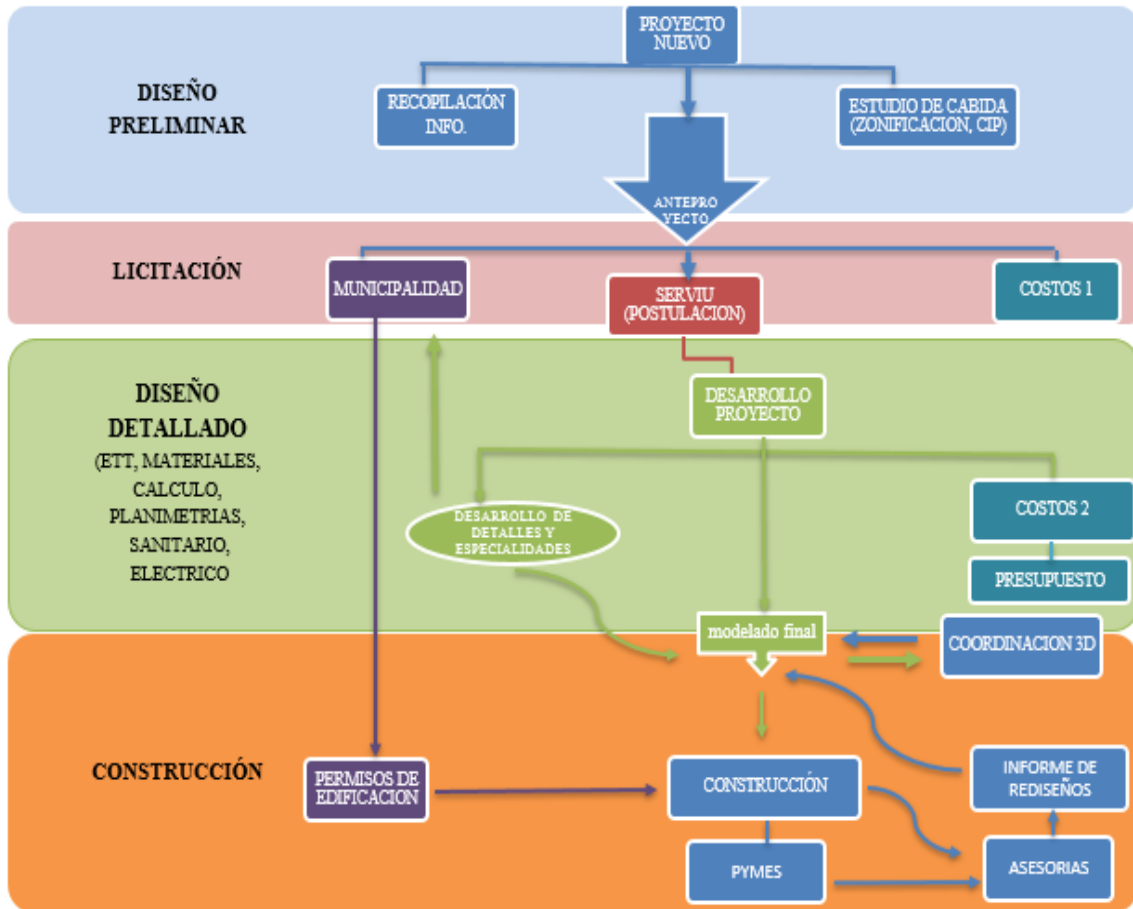 PROYECTO
NUEVO
DISEÑO
PRELIMINAR
RECOPILACIÓN
INFO.
ESTUDIO DE CABIDA
(ZONIFICACION, CIP)
ANTEPRO
YECTO
LICITACIÓN
MUNICIPALIDAD
SERVIU
(POSTULACION)
COSTOS 1
DISEÑO
DETALLADO
(ETT, MATERIALES,
CALCULO,
PLANIMETRIAS,
SANITARIO,
ELECTRICO
DESARROLLO
PROYECTO
DESARROLLO DE
DETALLES Y
ESPECIALIDADES
COSTOS 2
PRESUPUESTO
modelado final
COORDINACION 3D
CONSTRUCCIÓN
PERMISOS DE
EDIFICACION
CONSTRUCCIÓN
INFORME DE
REDISEÑOS
PYMES
ASESORIAS